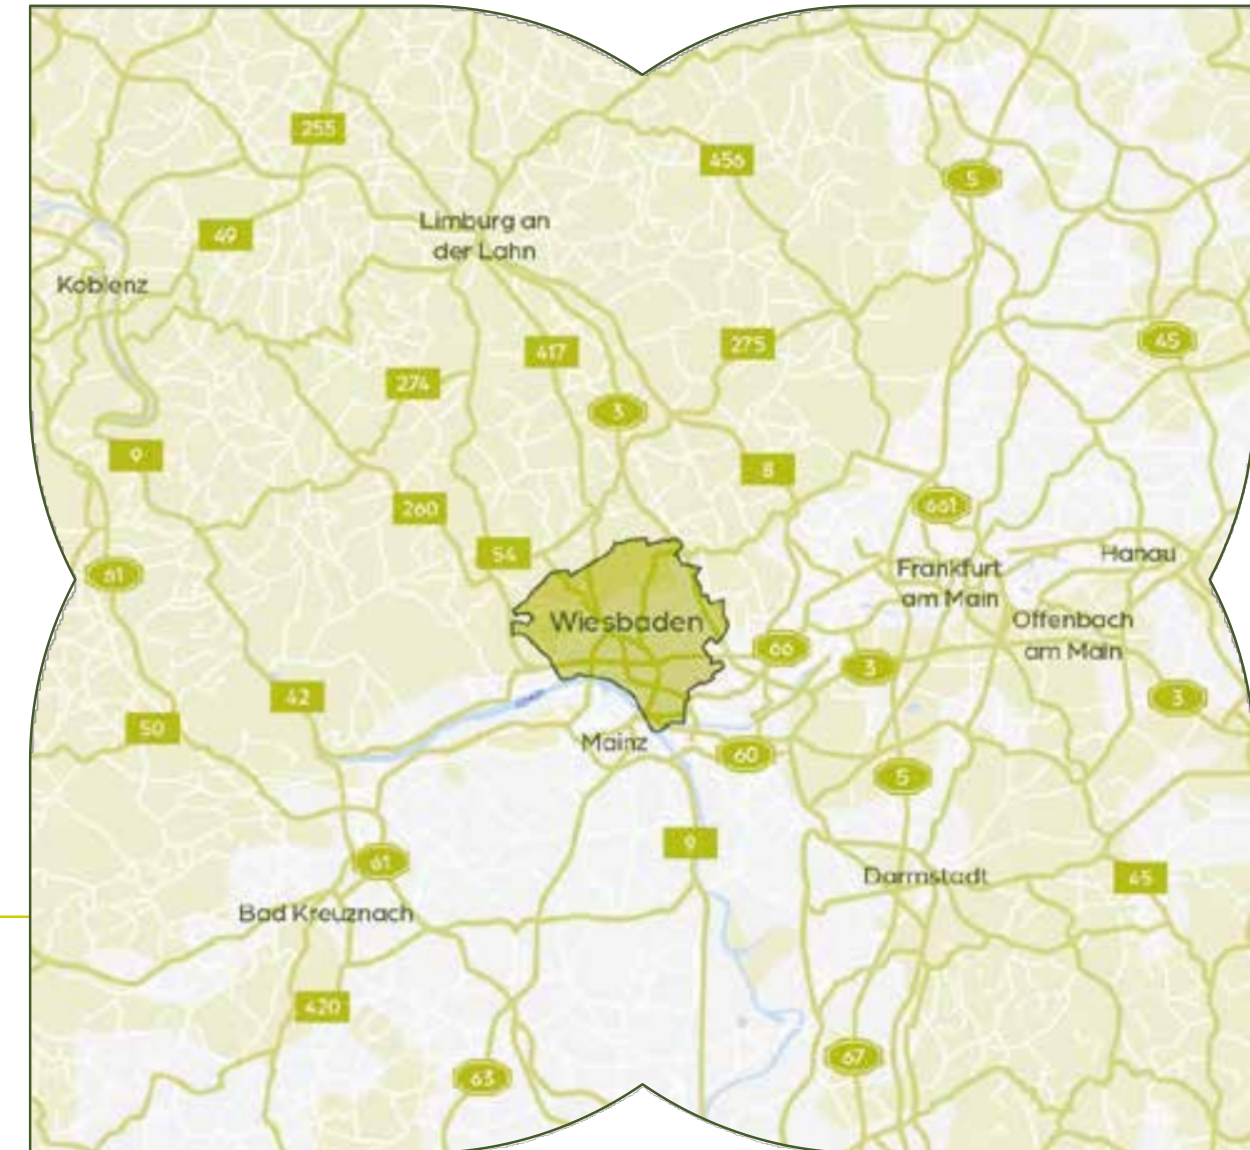 255
456
5
Limburg an
der Lahn
49
Koblenz
45
275
417
274
3
9
8
260
661
54
Hanau
61
Frankfurt
am Main
Wiesbaden
Offenbach
am Main
66
3
42
3
50
Mainz
60
5
9
61
Darmstadt
45
Bad Kreuznach
420
67
63